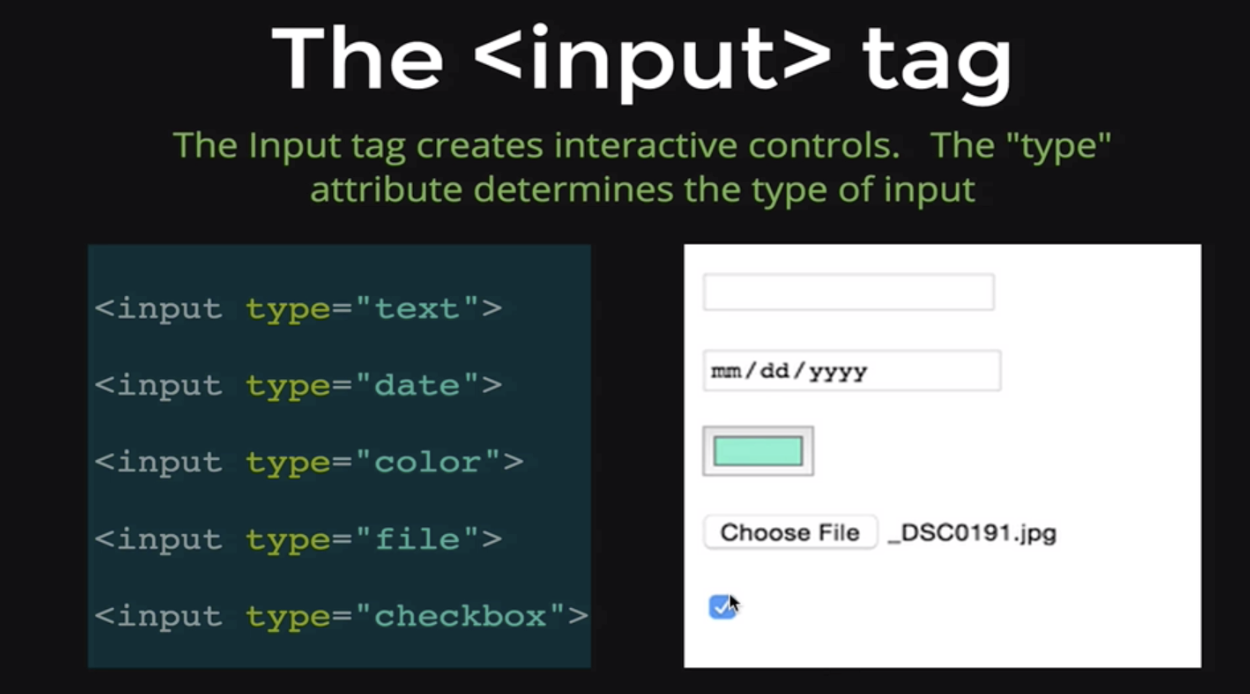 The <input> tag
The Input tag creates interactive controls. The "type"
attribute determines the type of input
<input type="text">
<input type="date">
<input type="color">
<input type="file">
<input type="checkbox">
mm/dd/yyyy
Choose File _DSC0191.jpg